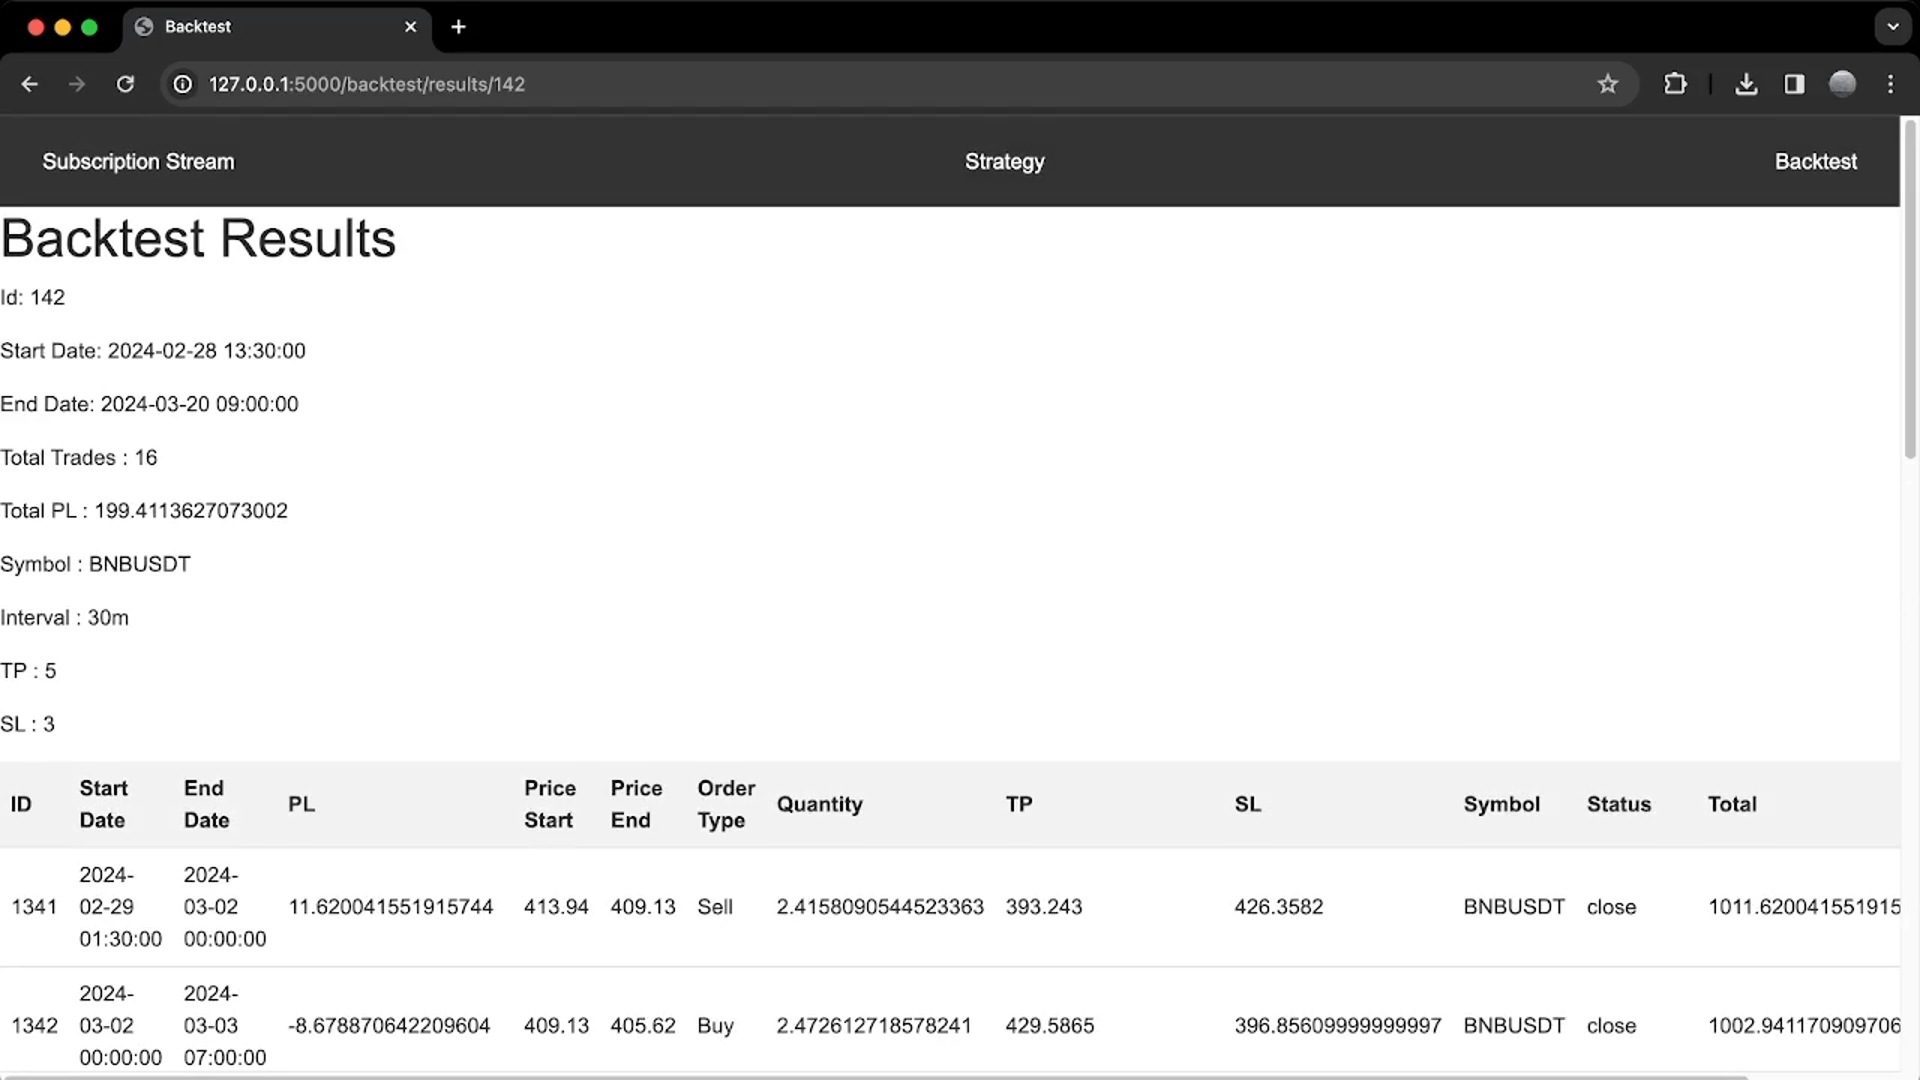 Backtest
127.0.0.1:5000/backtest/results/142
Subscription Stream Strategy Backtest
Backtest Results
Id: 142
Start Date: 2024-02-28 13:30:00
End Date: 2024-03-20 09:00:00
Total Trades : 16
Total PL : 199.4113627073002
Symbol : BNBUSDT
Interval : 30m
TP : 5
SL : 3
ID Start Date End Date PL Price Start Price End Order Type Quantity TP SL Symbol Status Total
1341 2024-02-29 01:30:00 2024-03-02 00:00:00 11.620041551915744 413.94 409.13 Sell 2.4158090544523363 393.243 426.3582 BNBUSDT close 1011.620041551915
1342 2024-03-02 00:00:00 2024-03-03 07:00:00 -8.678870642209604 409.13 405.62 Buy 2.472612718578241 429.5865 396.85609999999997 BNBUSDT close 1002.941170909706